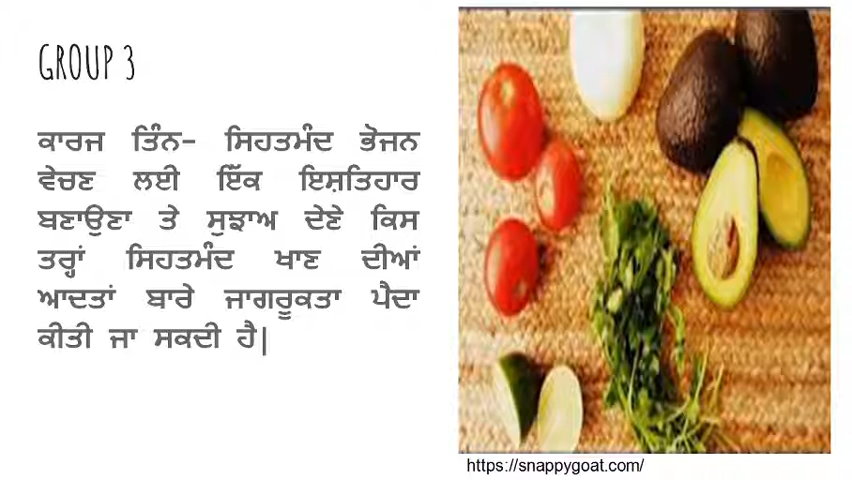 GROUP 3
ਕਾਰਜ ਤਿੰਨ- ਸਿਹਤਮੰਦ ਭੋਜਨ
ਵੇਚਣ ਲਈ ਇੱਕ ਇਸ਼ਤਿਹਾਰ
ਬਣਾਉਣਾ ਤੇ ਸੁਝਾਅ ਦੇਣੇ ਕਿਸ
ਤਰ੍ਹਾਂ ਸਿਹਤਮੰਦ ਖਾਣ ਦੀਆਂ
ਆਦਤਾਂ ਬਾਰੇ ਜਾਗਰੂਕਤਾ ਪੈਦਾ
ਕੀਤੀ ਜਾ ਸਕਦੀ ਹੈ|
https://snappygoat.com/